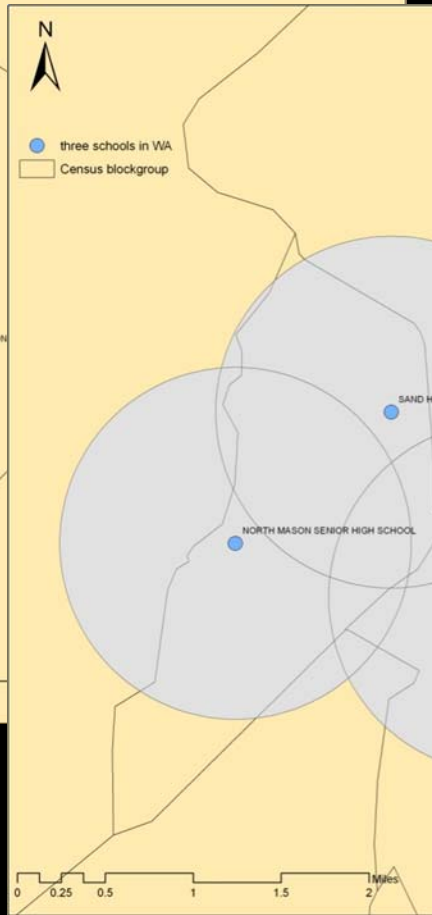 N
three schools in WA
Census blockgroup
SAND H
NORTH MASON SENIOR HIGH SCHOOL
Miles
0 0.25 0.5 1 1.5 2